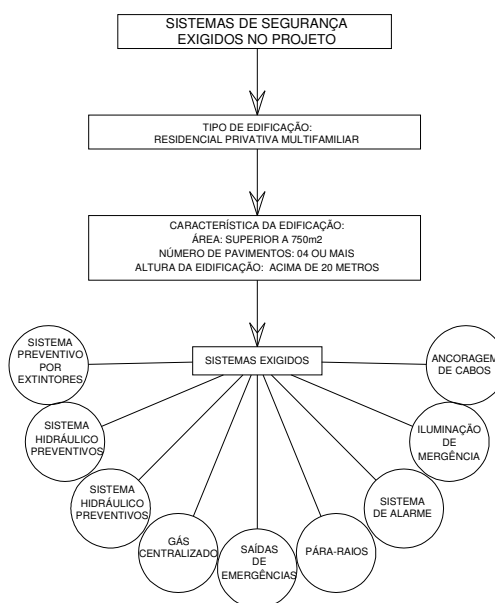 SISTEMAS DE SEGURANÇA
EXIGIDOS NO PROJETO
TIPO DE EDIFICAÇÃO:
RESIDENCIAL PRIVATIVA MULTIFAMILIAR
CARACTERÍSTICA DA EDIFICAÇÃO:
ÁREA: SUPERIOR A 750m2
NÚMERO DE PAVIMENTOS: 04 OU MAIS
ALTURA DA EIDIFICAÇÃO: ACIMA DE 20 METROS
SISTEMAS EXIGIDOS
SISTEMA
PREVENTIVO
POR
EXTINTORES
SISTEMA
HIDRÁULICO
PREVENTIVOS
SISTEMA
HIDRÁULICO
PREVENTIVOS
GÁS
CENTRALIZADO
SAÍDAS
DE
EMERGÊNCIAS
PÁRA-RAIOS
SISTEMA
DE ALARME
ILUMINAÇÃO
DE
MERGÊNCIA
ANCORAGEM
DE CABOS